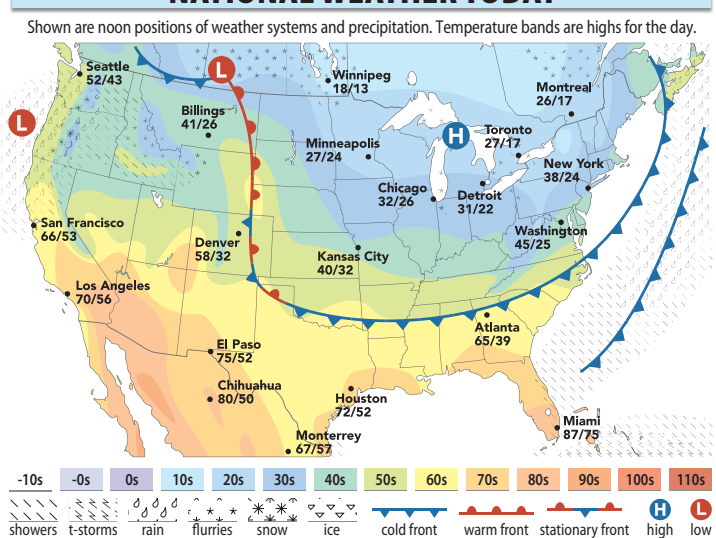 NATIONAL WEATHER TODAY
Shown are noon positions of weather systems and precipitation. Temperature bands are highs for the day.
L
Seattle
52/43
Winnipeg
18/13
Montreal
26/17
Billings
41/26
L
H
Toronto
27/17
Minneapolis
27/24
New York
38/24
Chicago
32/26
Detroit
31/22
San Francisco
66/53
Washington
45/25
Denver
58/32
Kansas City
40/32
Los Angeles
70/56
Atlanta
65/39
El Paso
75/52
Chihuahua
80/50
Houston
72/52
Miami
87/75
Monterrey
67/57
-10s -0s 0s 10s 20s 30s 40s 50s 60s 70s 80s 90s 100s 110s
H L
showers t-storms rain flurries snow ice cold front warm front stationary front high low